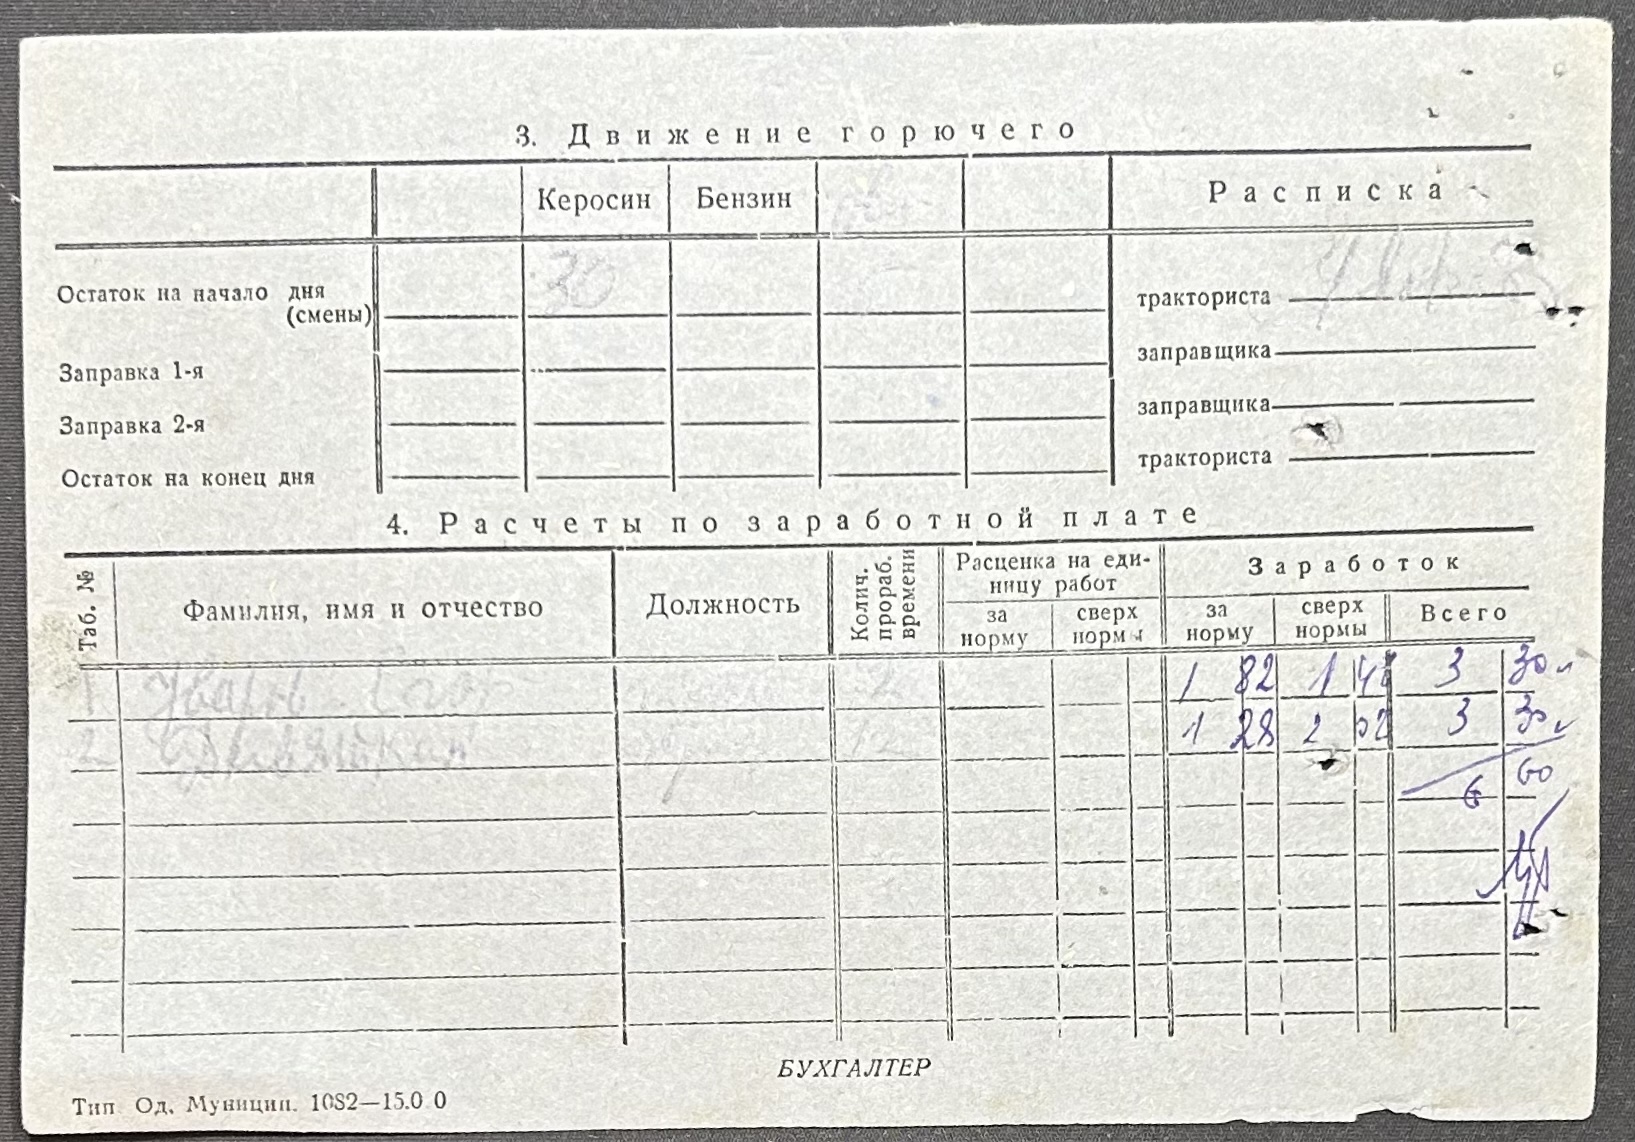 3. Движение горючего
Керосин Бензин Расписка
Остаток на начало дня (смены) 30 тракториста
Заправка 1-я заправщика
Заправка 2-я заправщика
Остаток на конец дня тракториста
4. Расчеты по заработной плате
Таб. № Фамилия, имя и отчество Должность Колич. прораб. времени Расценка на единицу работ Заработок
за норму сверх нормы за норму сверх нормы Всего
1 2 1 82 1 48 3 30
2 12 1 28 2 02 3 30
6 60
БУХГАЛТЕР
Тип. Од. Муницип. 1082—15.0 0